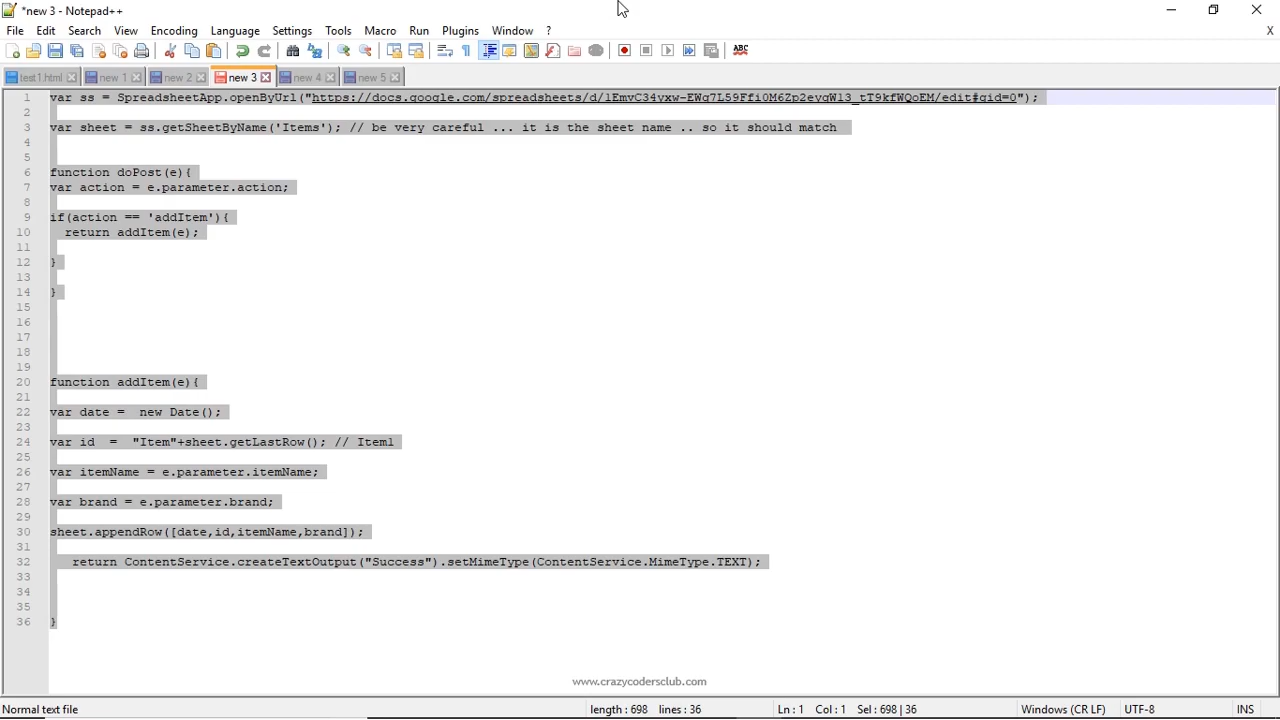 *new 3 - Notepad++
File Edit Search View Encoding Language Settings Tools Macro Run Plugins Window ? X
ABC
test1.html new 1 new 2 new 3 new 4 new 5
1 var ss = SpreadsheetApp.openByUrl("https://docs.google.com/spreadsheets/d/1EmvC34yxw-EWg7L59Ffi0M6Zp2eygW13_tT9kfWQoEM/edit#gid=0");
2
3 var sheet = ss.getSheetByName('Items'); // be very careful ... it is the sheet name .. so it should match
4
5
6 function doPost(e){
7 var action = e.parameter.action;
8
9 if(action == 'addItem'){
10 return addItem(e);
11
12 }
13
14 }
15
16
17
18
19
20 function addItem(e){
21
22 var date =  new Date();
23
24 var id  =  "Item"+sheet.getLastRow(); // Item1
25
26 var itemName = e.parameter.itemName;
27
28 var brand = e.parameter.brand;
29
30 sheet.appendRow([date,id,itemName,brand]);
31
32 return ContentService.createTextOutput("Success").setMimeType(ContentService.MimeType.TEXT);
33
34
35
36 }
www.crazycodersclub.com
Normal text file length : 698 lines : 36 Ln : 1 Col : 1 Sel : 698 | 36 Windows (CR LF) UTF-8 INS